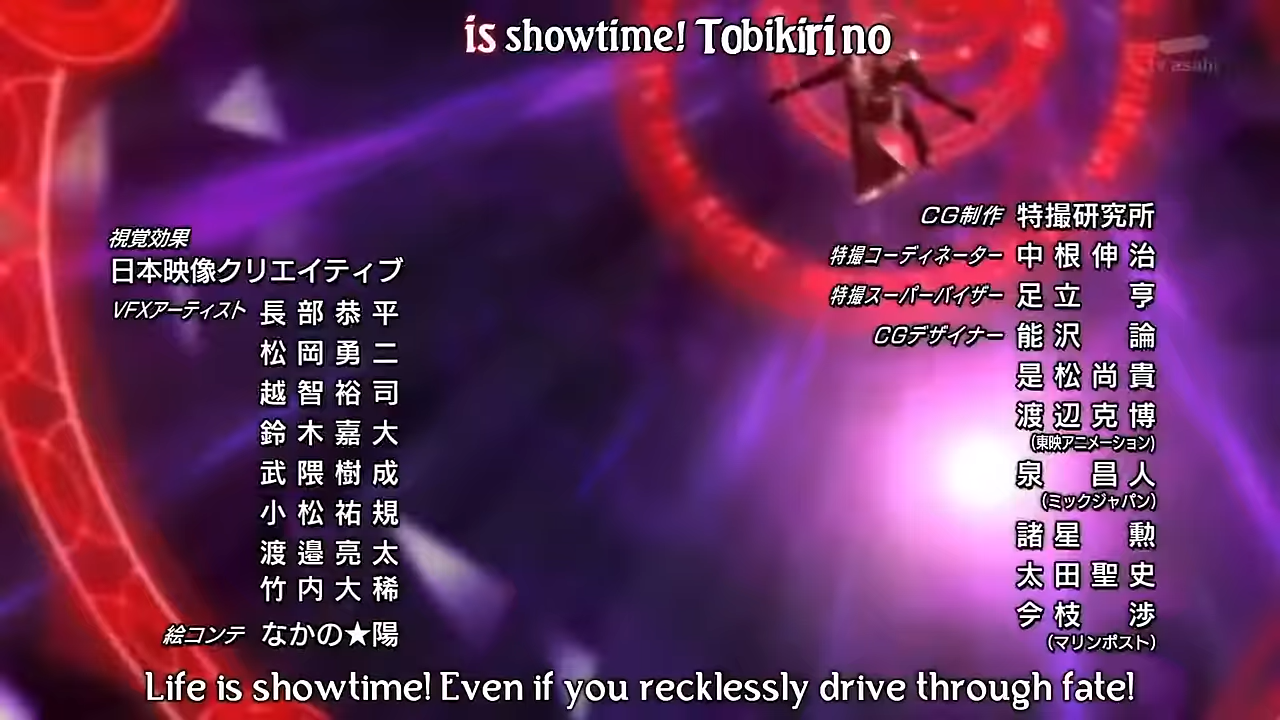 is showtime! Tobikiri no
tv asahi
視覚効果
日本映像クリエイティブ
VFXアーティスト 長部恭平
松岡勇二
越智裕司
鈴木嘉大
武隈樹成
小松祐規
渡邉亮太
竹内大稀
絵コンテ なかの★陽
CG制作 特撮研究所
特撮コーディネーター 中根伸治
特撮スーパーバイザー 足立亨
CGデザイナー 能沢諭
是松尚貴
渡辺克博
(東映アニメーション)
泉昌人
(ミックジャパン)
諸星勲
太田聖史
今枝渉
(マリンポスト)
Life is showtime! Even if you recklessly drive through fate!